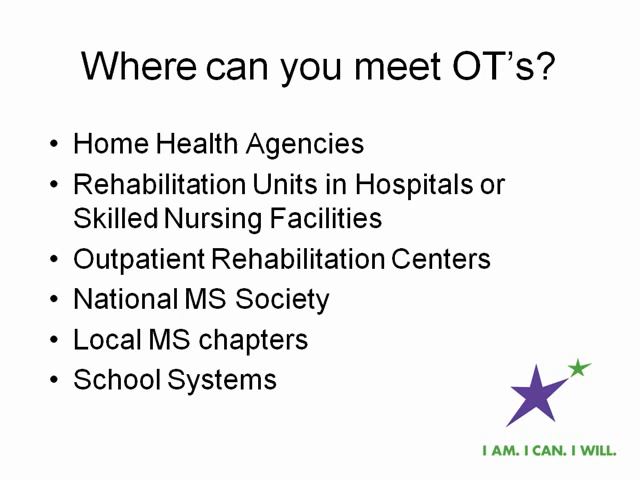 Where can you meet OT’s?
• Home Health Agencies
• Rehabilitation Units in Hospitals or
Skilled Nursing Facilities
• Outpatient Rehabilitation Centers
• National MS Society
• Local MS chapters
• School Systems
I AM. I CAN. I WILL.